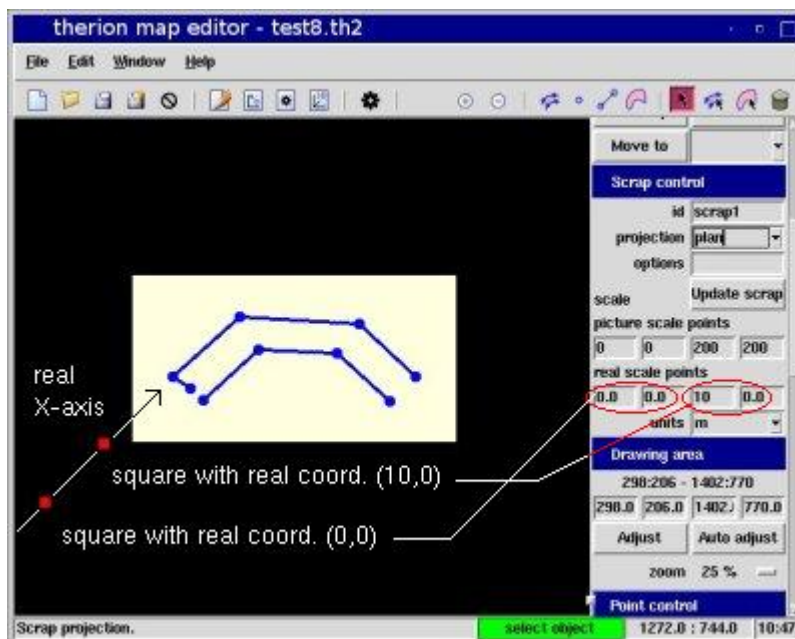 therion map editor - test8.th2
File Edit Window Help
Move to
Scrap control
id scrap1
projection plan
options
scale Update scrap
picture scale points
0 0 200 200
real scale points
0.0 0.0 10 0.0
units m
real
X-axis
square with real coord. (10,0)
square with real coord. (0,0)
Drawing area
298:206 - 1402:770
298.0 206.0 1402. 770.0
Adjust Auto adjust
zoom 25 %
Point control
Scrap projection. select object 1272.0 : 744.0 10:47